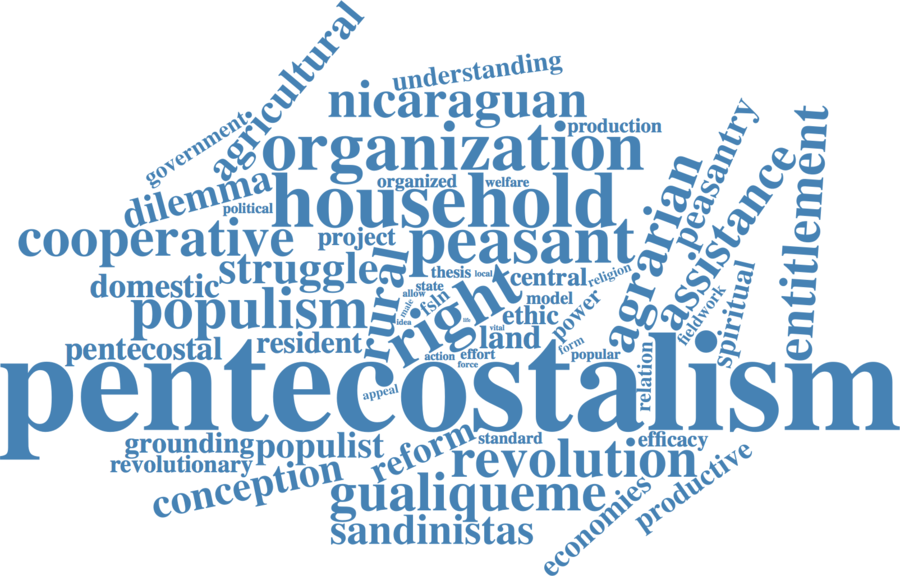 agricultural
understanding
nicaraguan
government
organization
production
peasantry
entitlement
dilemma
organized
welfare
household
political
agrarian
assistance
cooperative
project
peasant
struggle
rural
thesis
local
central
religion
domestic
state
right
model
power
fieldwork
spiritual
populism
allow
male
fsln
idea
life
vital
ethic
land
pentecostal
resident
action
effort
force
form
popular
relation
appeal
pentecostalism
grounding
populist
reform
standard
revolution
efficacy
revolutionary
conception
gualiqueme
economies
productive
sandinistas